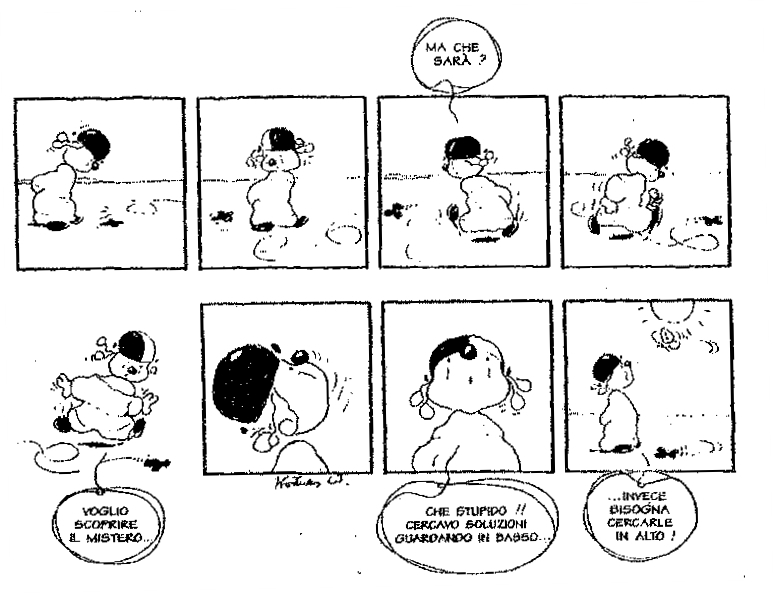 MA CHE
SARÀ ?
VOGLIO
SCOPRIRE
IL MISTERO...
CHE STUPIDO !!
CERCAVO SOLUZIONI
GUARDANDO IN BASSO...
...INVECE
BISOGNA
CERCARLE
IN ALTO !